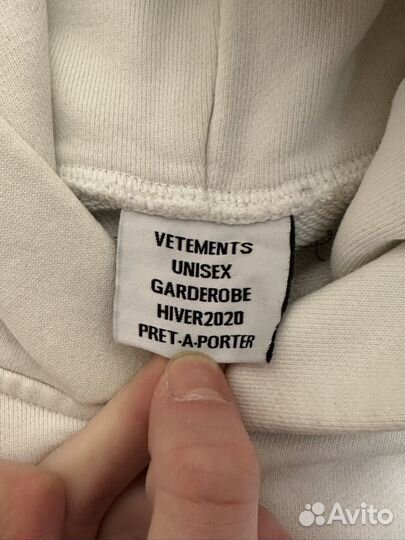 VETEMENTS
UNISEX
GARDEROBE
HIVER2020
PRET-A-PORTER
Avito